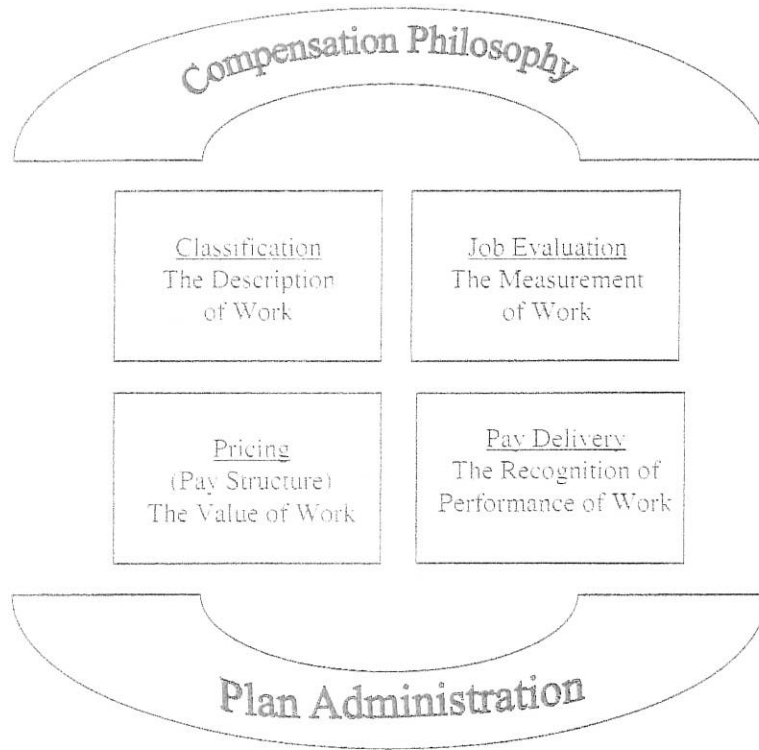 Compensation Philosophy
Classification
The Description
of Work
Job Evaluation
The Measurement
of Work
Pricing
(Pay Structure)
The Value of Work
Pay Delivery
The Recognition of
Performance of Work
Plan Administration